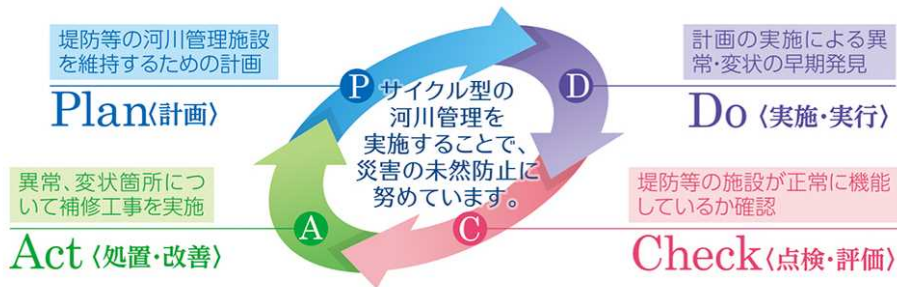 堤防等の河川管理施設
を維持するための計画
Plan〈計画〉
計画の実施による異
常・変状の早期発見
Do〈実施・実行〉
P
D
サイクル型の
河川管理を
実施することで、
災害の未然防止に
努めています。
異常、変状箇所につ
いて補修工事を実施
Act〈処置・改善〉
A
C
堤防等の施設が正常に機能
しているか確認
Check〈点検・評価〉